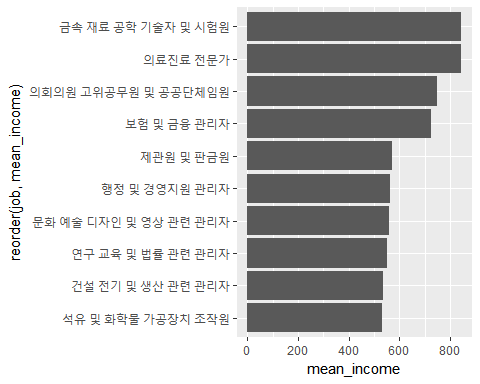 금속 재료 공학 기술자 및 시험원
의료진료 전문가
의회의원 고위공무원 및 공공단체임원
보험 및 금융 관리자
제관원 및 판금원
행정 및 경영지원 관리자
문화 예술 디자인 및 영상 관련 관리자
연구 교육 및 법률 관련 관리자
건설 전기 및 생산 관련 관리자
석유 및 화학물 가공장치 조작원
reorder(job, mean_income)
0 200 400 600 800
mean_income